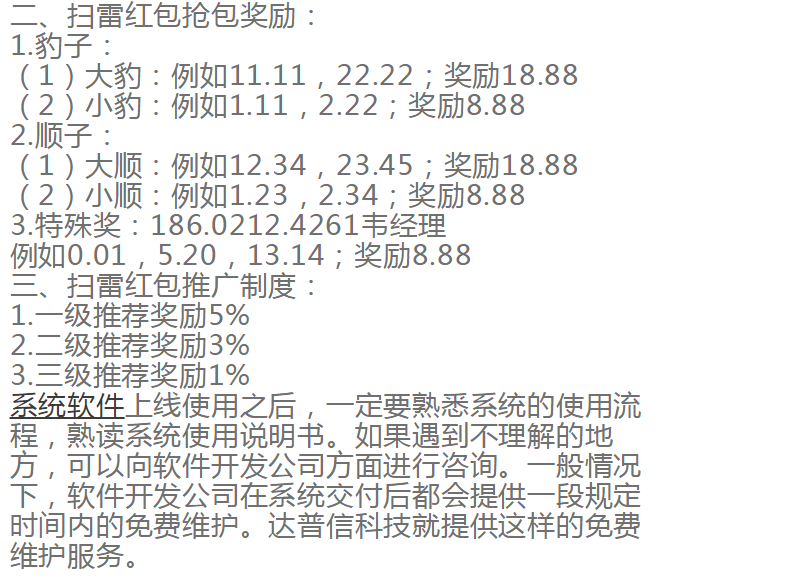 二、扫雷红包抢包奖励：
1.豹子：
（1）大豹：例如11.11，22.22；奖励18.88
（2）小豹：例如1.11，2.22；奖励8.88
2.顺子：
（1）大顺：例如12.34，23.45；奖励18.88
（2）小顺：例如1.23，2.34；奖励8.88
3.特殊奖：186.0212.4261韦经理
例如0.01，5.20，13.14；奖励8.88
三、扫雷红包推广制度：
1.一级推荐奖励5%
2.二级推荐奖励3%
3.三级推荐奖励1%
系统软件上线使用之后，一定要熟悉系统的使用流
程，熟读系统使用说明书。如果遇到不理解的地
方，可以向软件开发公司方面进行咨询。一般情况
下，软件开发公司在系统交付后都会提供一段规定
时间内的免费维护。达普信科技就提供这样的免费
维护服务。